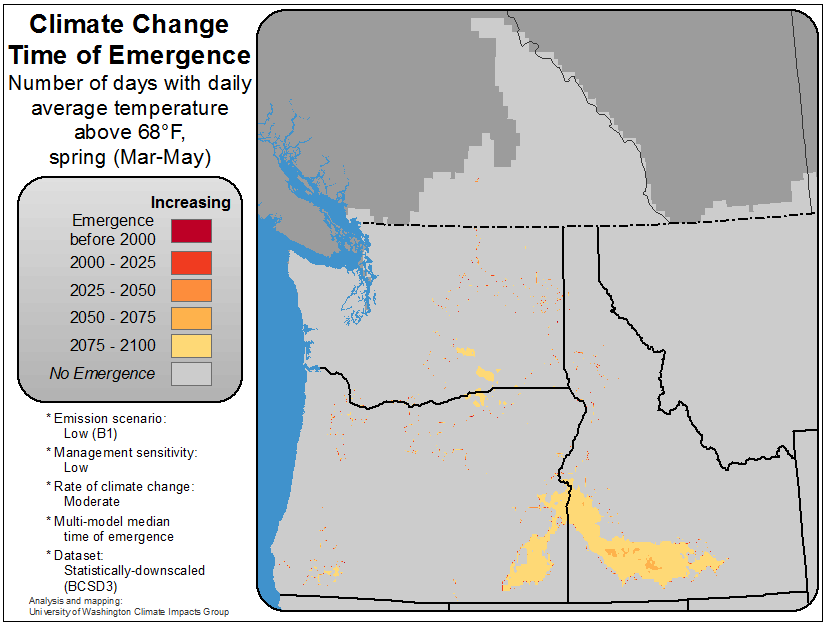 Climate Change
Time of Emergence
Number of days with daily
average temperature
above 68°F,
spring (Mar-May)
Increasing
Emergence
before 2000
2000 - 2025
2025 - 2050
2050 - 2075
2075 - 2100
No Emergence
* Emission scenario:
Low (B1)
* Management sensitivity:
Low
* Rate of climate change:
Moderate
* Multi-model median
time of emergence
* Dataset:
Statistically-downscaled
(BCSD3)
Analysis and mapping:
University of Washington Climate Impacts Group